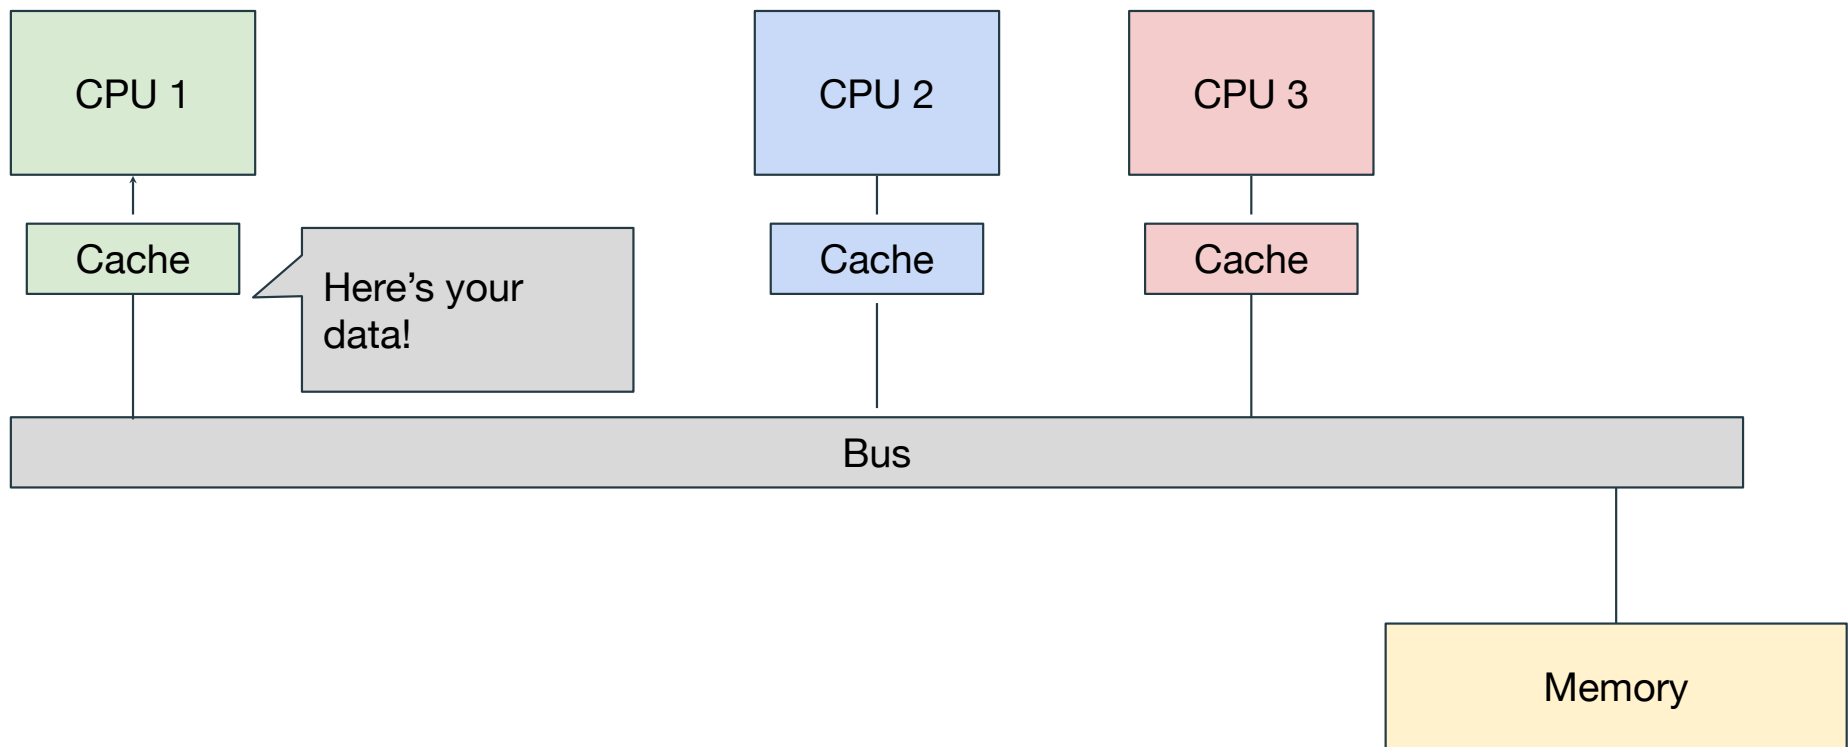 CPU 1
CPU 2
CPU 3
Cache
Cache
Cache
Here’s your
data!
Bus
Memory